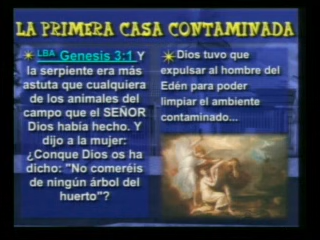 LA PRIMERA CASA CONTAMINADA
LBA Genesis 3:1 Y
la serpiente era más
astuta que cualquiera
de los animales del
campo que el SEÑOR
Dios había hecho. Y
dijo a la mujer:
¿Conque Dios os ha
dicho: "No comeréis
de ningún árbol del
huerto"?
Dios tuvo que
expulsar al hombre del
Edén para poder
limpiar el ambiente
contaminado...